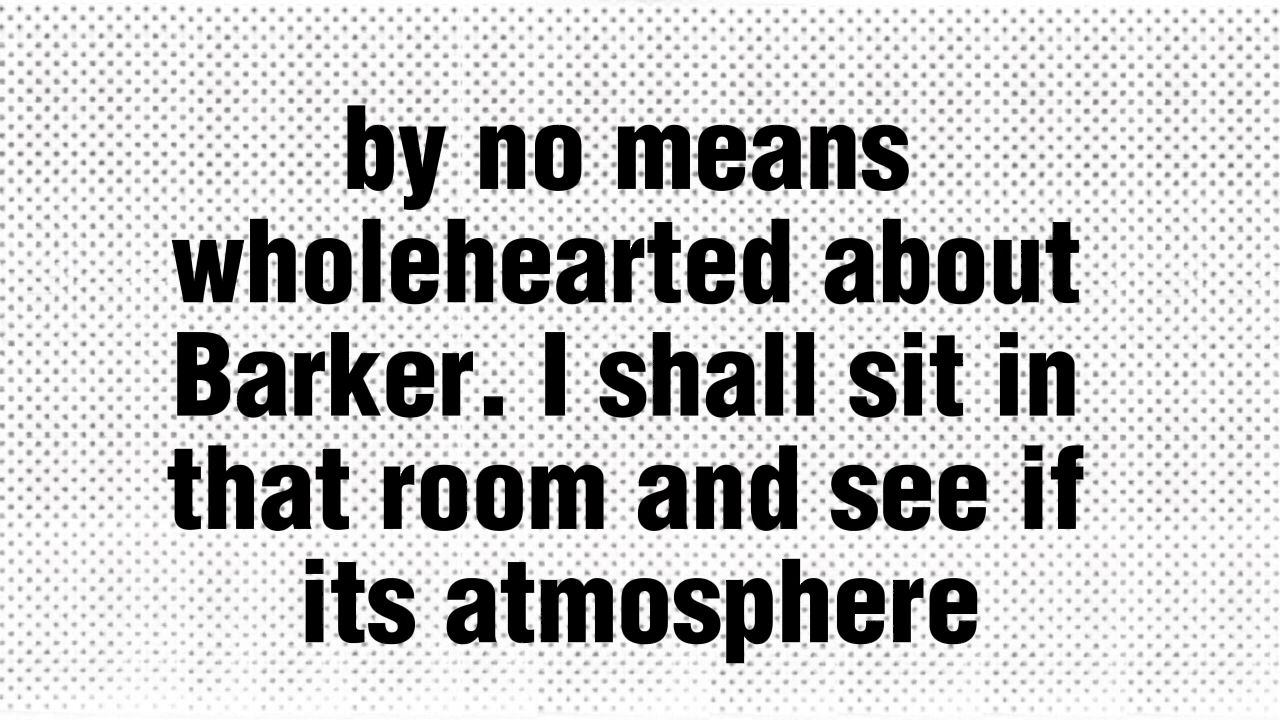 by no means
wholehearted about
Barker. I shall sit in
that room and see if
its atmosphere